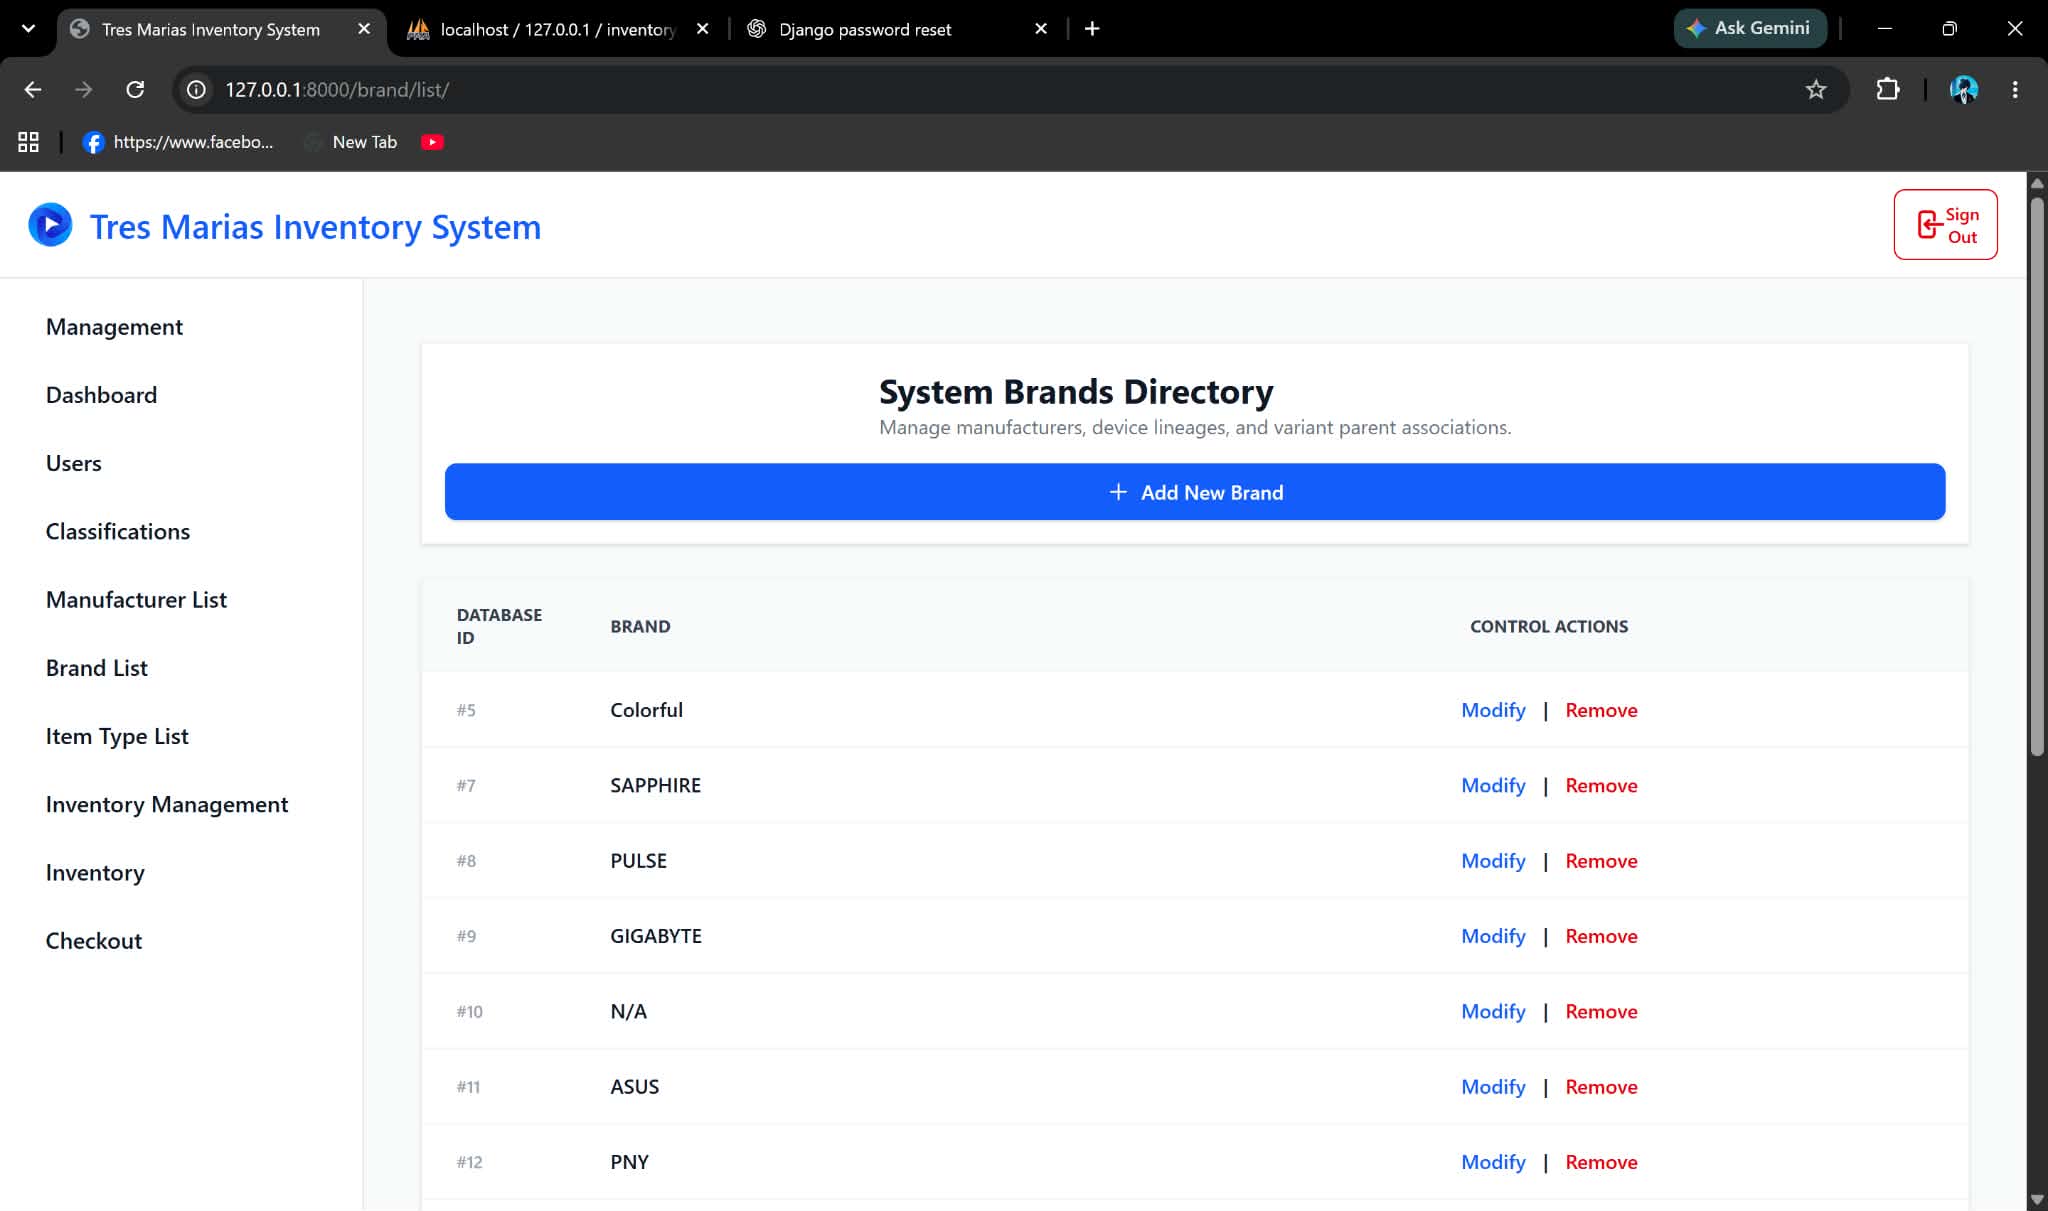 Tres Marias Inventory System
localhost / 127.0.0.1 / inventory
Django password reset
Ask Gemini
127.0.0.1:8000/brand/list/
https://www.facebo...
New Tab
Tres Marias Inventory System
Sign
Out
Management
Dashboard
Users
Classifications
Manufacturer List
Brand List
Item Type List
Inventory Management
Inventory
Checkout
System Brands Directory
Manage manufacturers, device lineages, and variant parent associations.
+ Add New Brand
DATABASE
ID
BRAND
CONTROL ACTIONS
#5 Colorful Modify | Remove
#7 SAPPHIRE Modify | Remove
#8 PULSE Modify | Remove
#9 GIGABYTE Modify | Remove
#10 N/A Modify | Remove
#11 ASUS Modify | Remove
#12 PNY Modify | Remove